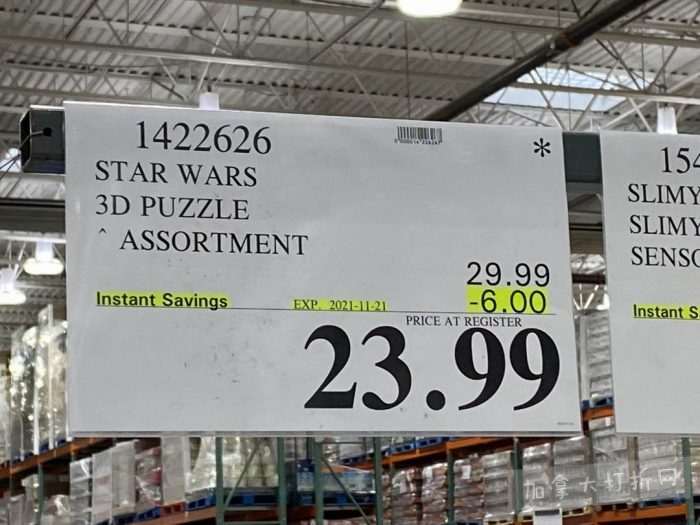 1422626
*
STAR WARS
3D PUZZLE
^ ASSORTMENT
29.99
Instant Savings EXP. 2021-11-21 -6.00
PRICE AT REGISTER
23.99
154
SLIMY
SLIMY
SENSO
Instant S
加拿大打折网